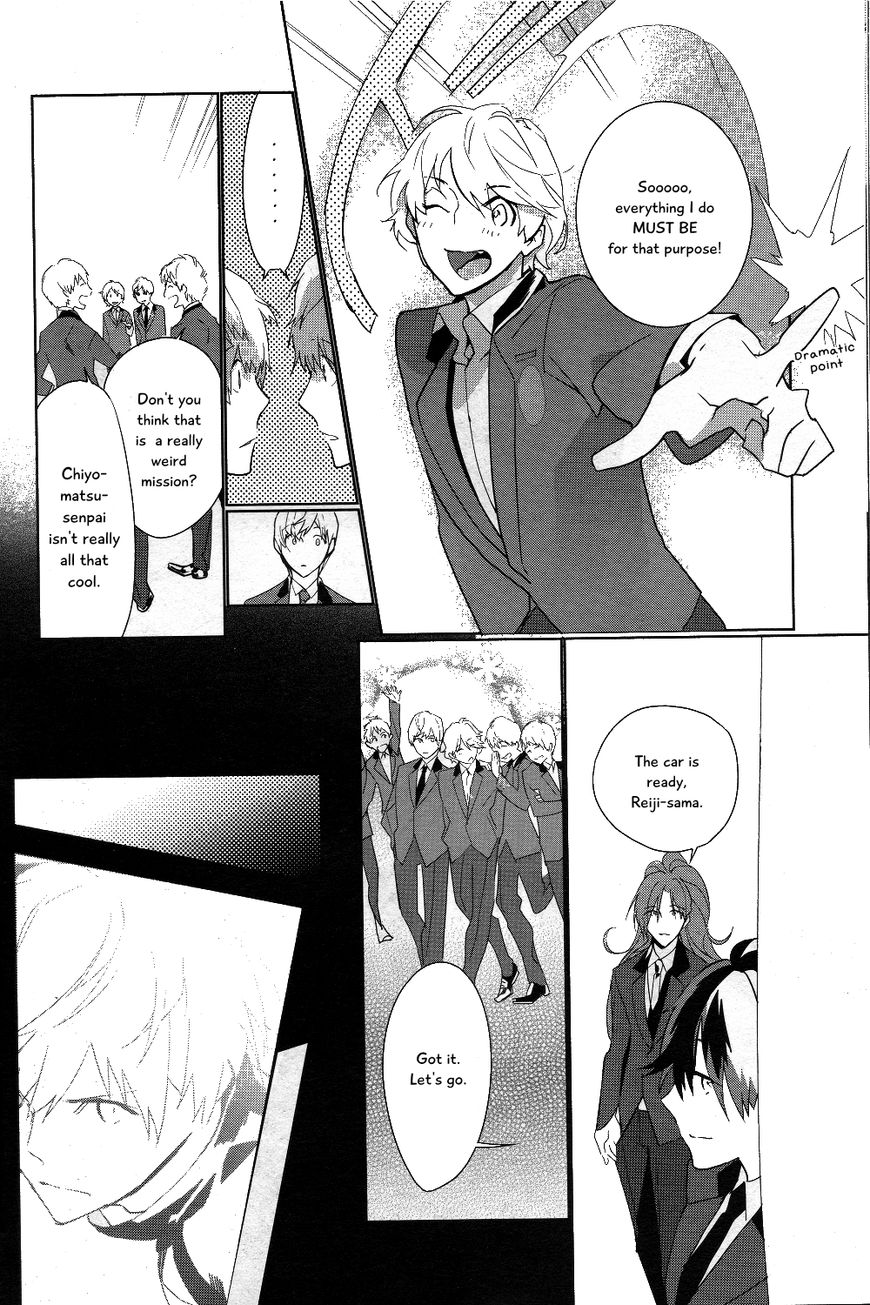 Sooooo,
everything I do
MUST BE
for that purpose!
Dramatic
point
......
Don't you
think that
is a really
weird
mission?
Chiyo-
matsu-
senpai
isn't really
all that
cool.
The car is
ready,
Reiji-sama.
Got it.
Let's go.